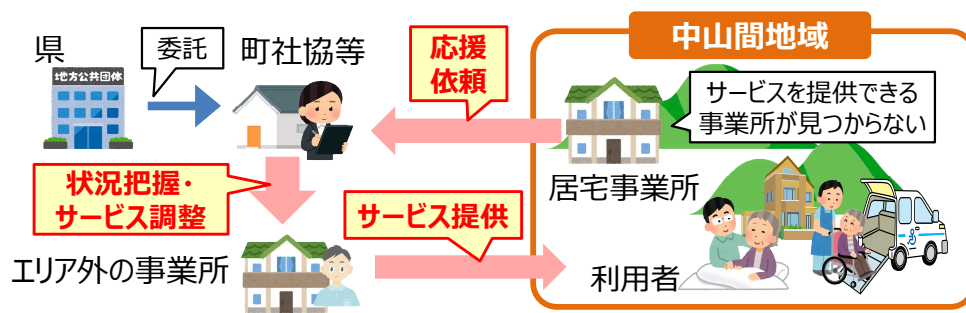 県
地方公共団体
委託
町社協等
応援
依頼
中山間地域
サービスを提供できる
事業所が見つからない
居宅事業所
状況把握・
サービス調整
サービス提供
エリア外の事業所
利用者